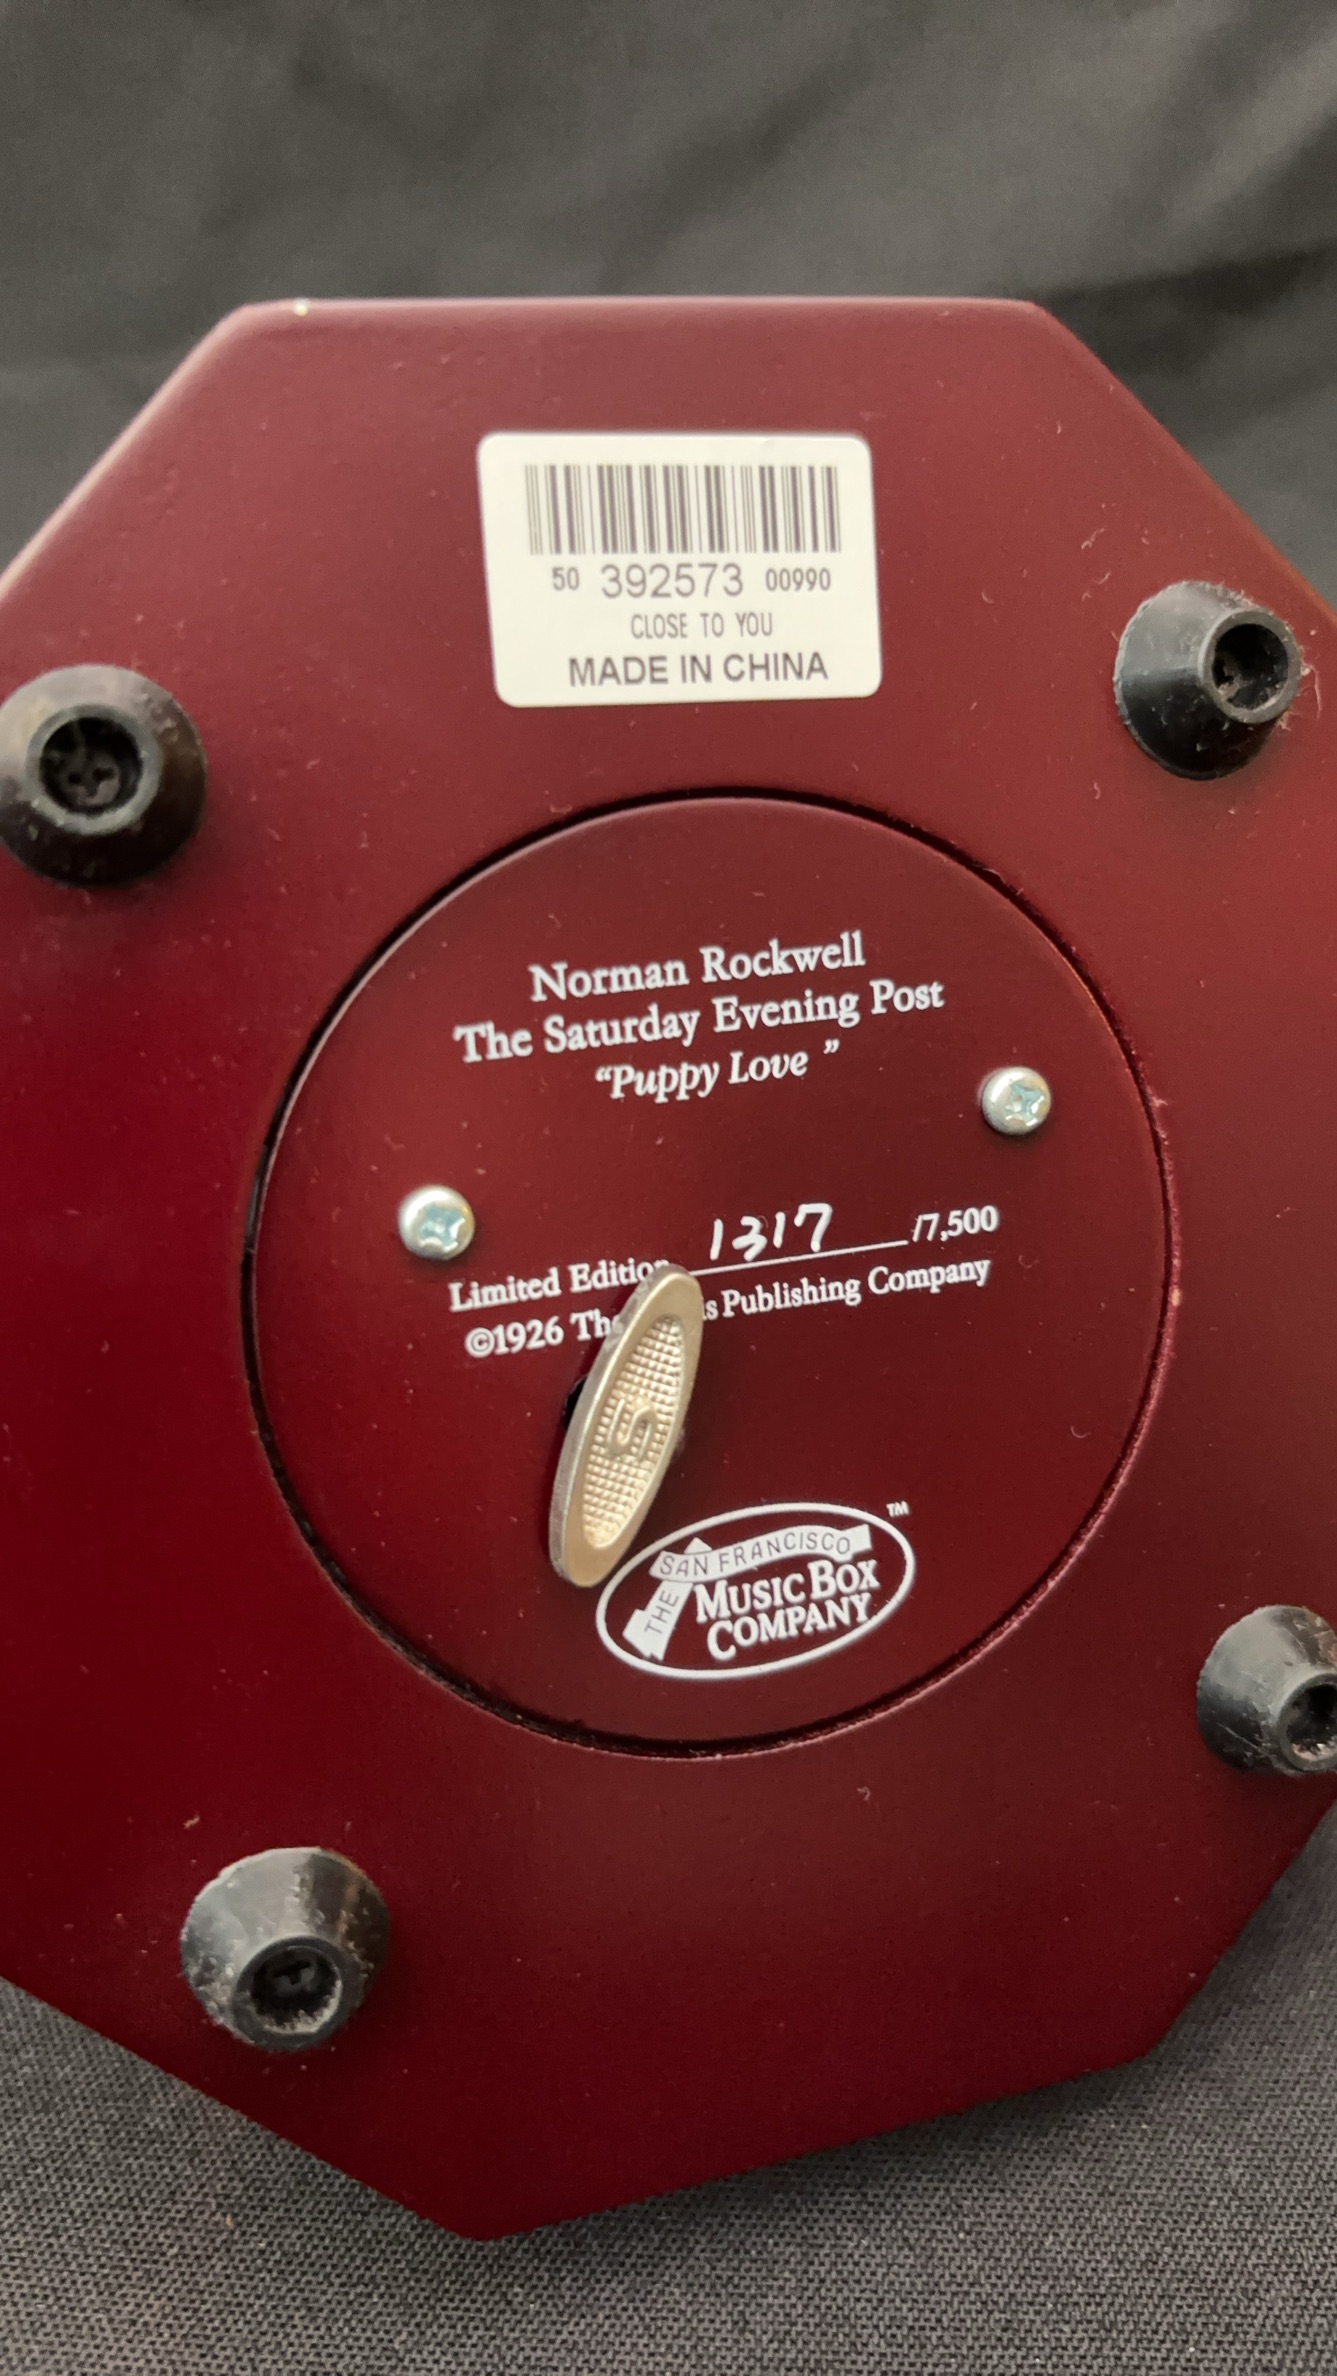 50 392573 00990
CLOSE TO YOU
MADE IN CHINA
Norman Rockwell
The Saturday Evening Post
“Puppy Love ”
Limited Edition 1317 /7,500
©1926 The Publishing Company
S
THE SAN FRANCISCO
MUSIC BOX
COMPANY
TM